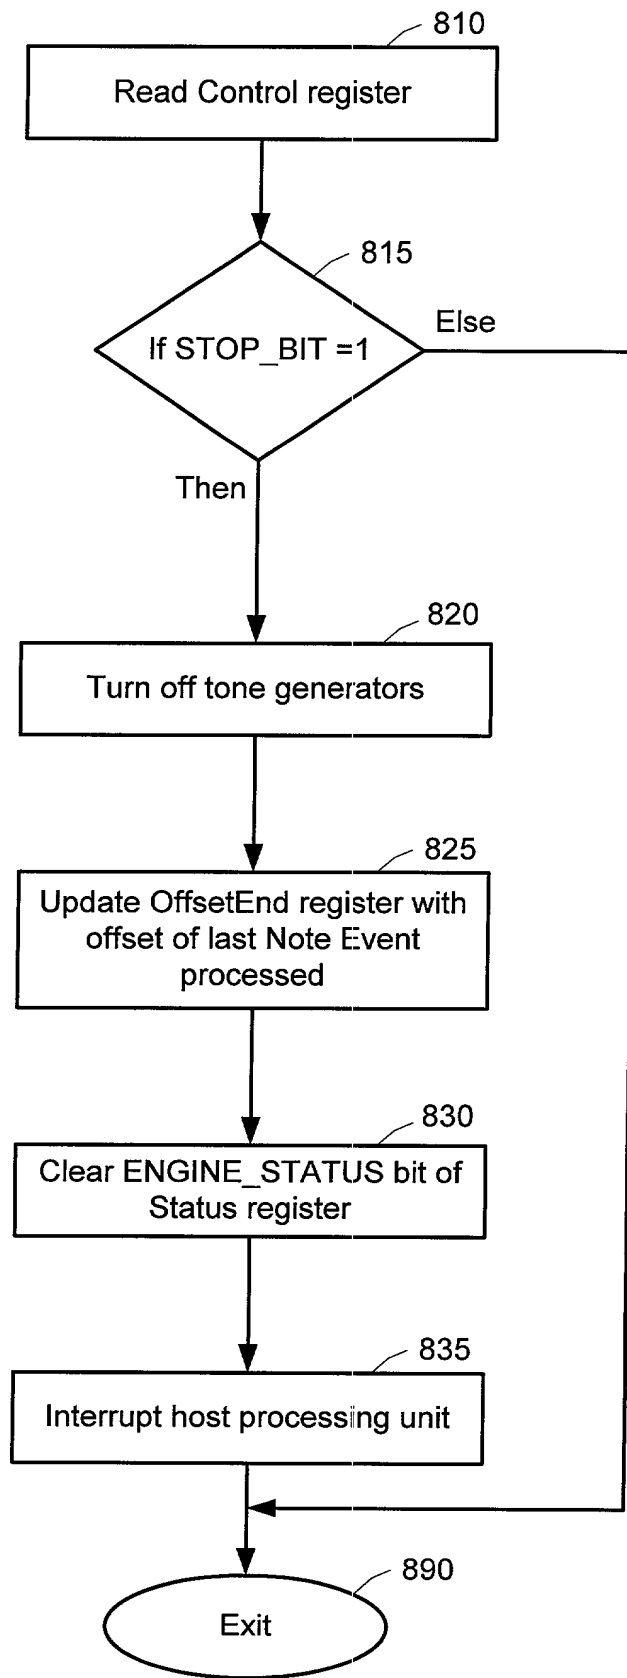 810
Read Control register
815
If STOP_BIT =1
Else
Then
820
Turn off tone generators
825
Update OffsetEnd register with
offset of last Note Event
processed
830
Clear ENGINE_STATUS bit of
Status register
835
Interrupt host processing unit
890
Exit